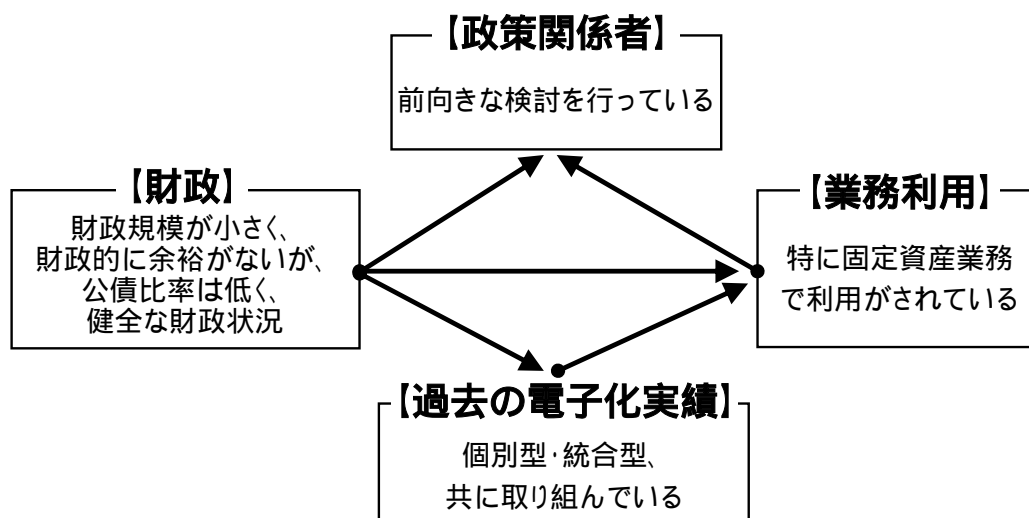 【政策関係者】
前向きな検討を行っている
【財政】
財政規模が小さく、
財政的に余裕がないが、
公債比率は低く、
健全な財政状況
【業務利用】
特に固定資産業務
で利用がされている
【過去の電子化実績】
個別型・統合型、
共に取り組んでいる